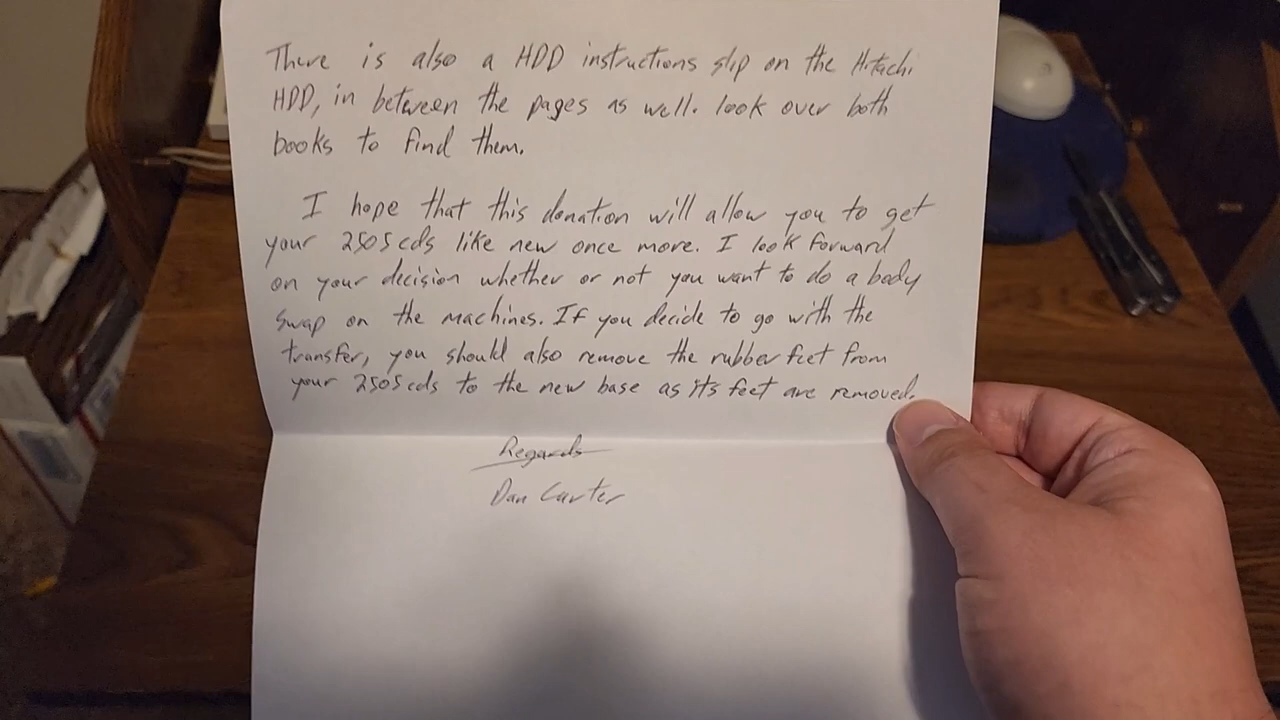 There is also a HDD instructions slip on the Hitachi
HDD, in between the pages as well. look over both
books to find them.
I hope that this donation will allow you to get
your 2505cds like new once more. I look forward
on your decision whether or not you want to do a body
swap on the machines. If you decide to go with the
transfer, you should also remove the rubber feet from
your 2505cds to the new base as its feet are removed.
Regards
Dan Carter